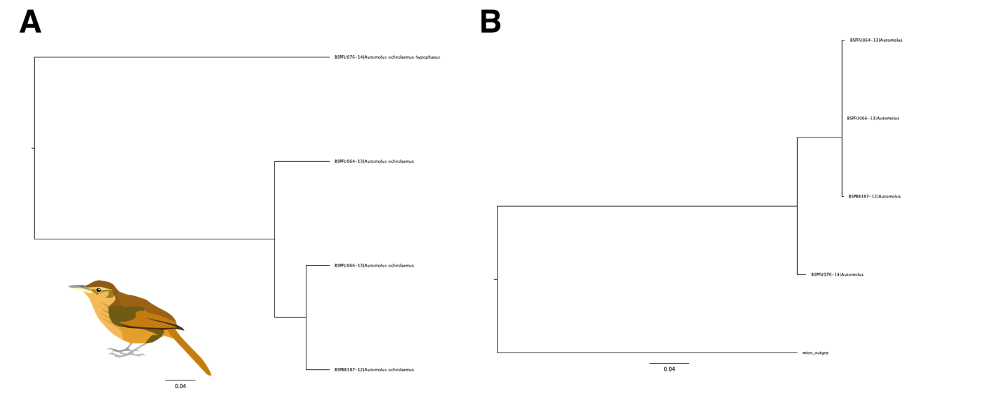 A
BSPFU076-14|Automolus ochrolaemus hypophaeus
BSPFU064-13|Automolus ochrolaemus
BSPFU066-13|Automolus ochrolaemus
BSPBB387-12|Automolus ochrolaemus
0.04
B
BSPFU064-13|Automolus
BSPFU066-13|Automolus
BSPBB387-12|Automolus
BSPFU076-14|Automolus
mion_outgrp
0.04